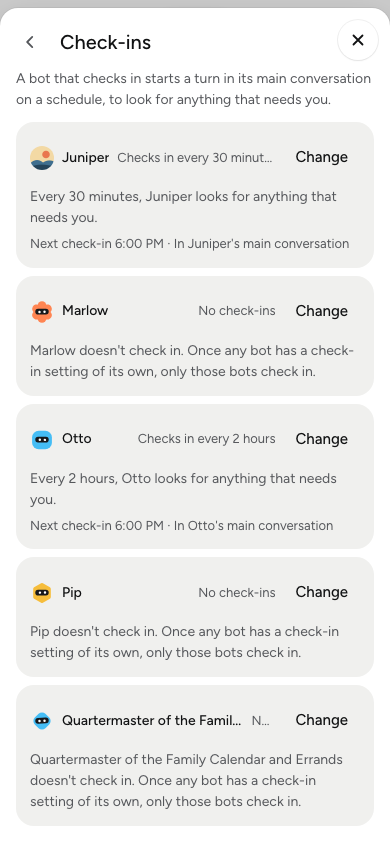 Check-ins
A bot that checks in starts a turn in its main conversation
on a schedule, to look for anything that needs you.
Juniper Checks in every 30 minut... Change
Every 30 minutes, Juniper looks for anything that
needs you.
Next check-in 6:00 PM · In Juniper's main conversation
Marlow No check-ins Change
Marlow doesn't check in. Once any bot has a check-
in setting of its own, only those bots check in.
Otto Checks in every 2 hours Change
Every 2 hours, Otto looks for anything that needs
you.
Next check-in 6:00 PM · In Otto's main conversation
Pip No check-ins Change
Pip doesn't check in. Once any bot has a check-in
setting of its own, only those bots check in.
Quartermaster of the Famil... N... Change
Quartermaster of the Family Calendar and Errands
doesn't check in. Once any bot has a check-in
setting of its own, only those bots check in.